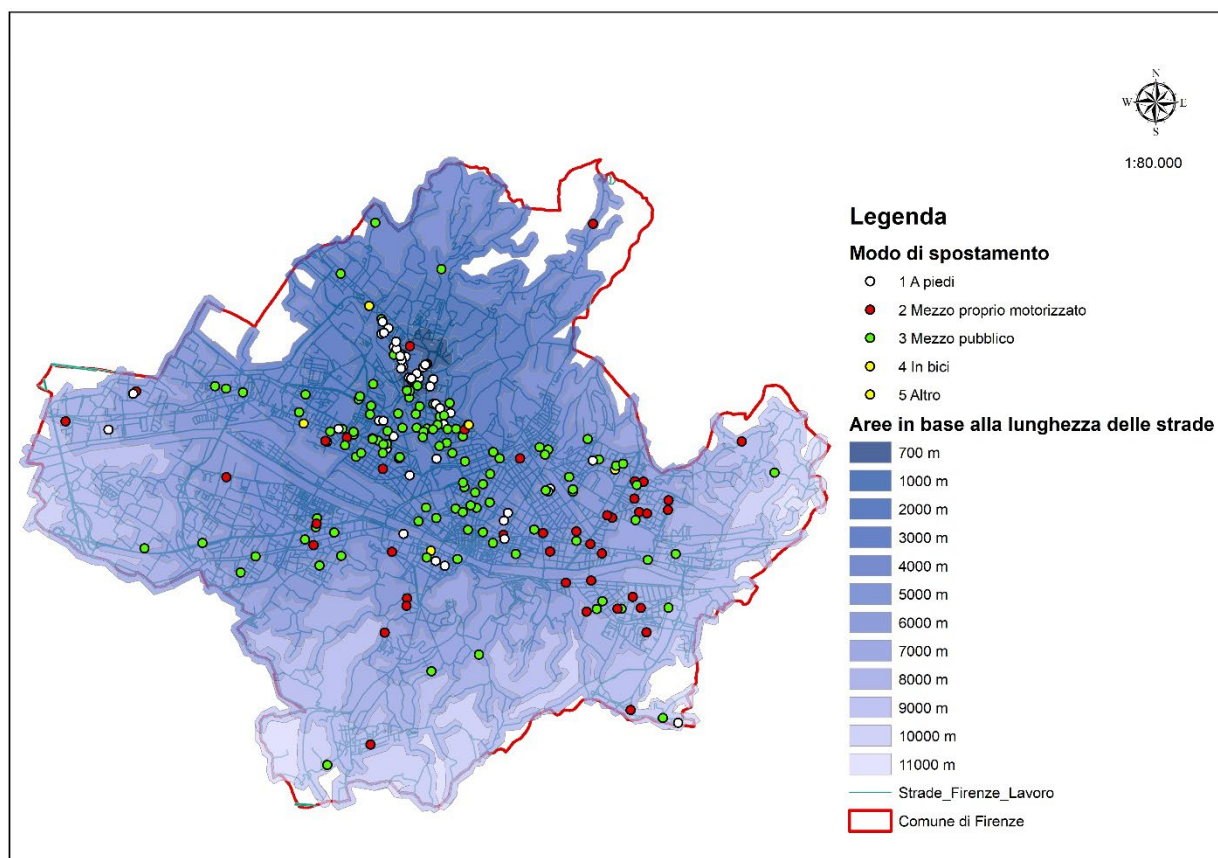 N
W E
S
1:80.000
Legenda
Modo di spostamento
1 A piedi
2 Mezzo proprio motorizzato
3 Mezzo pubblico
4 In bici
5 Altro
Aree in base alla lunghezza delle strade
700 m
1000 m
2000 m
3000 m
4000 m
5000 m
6000 m
7000 m
8000 m
9000 m
10000 m
11000 m
Strade_Firenze_Lavoro
Comune di Firenze